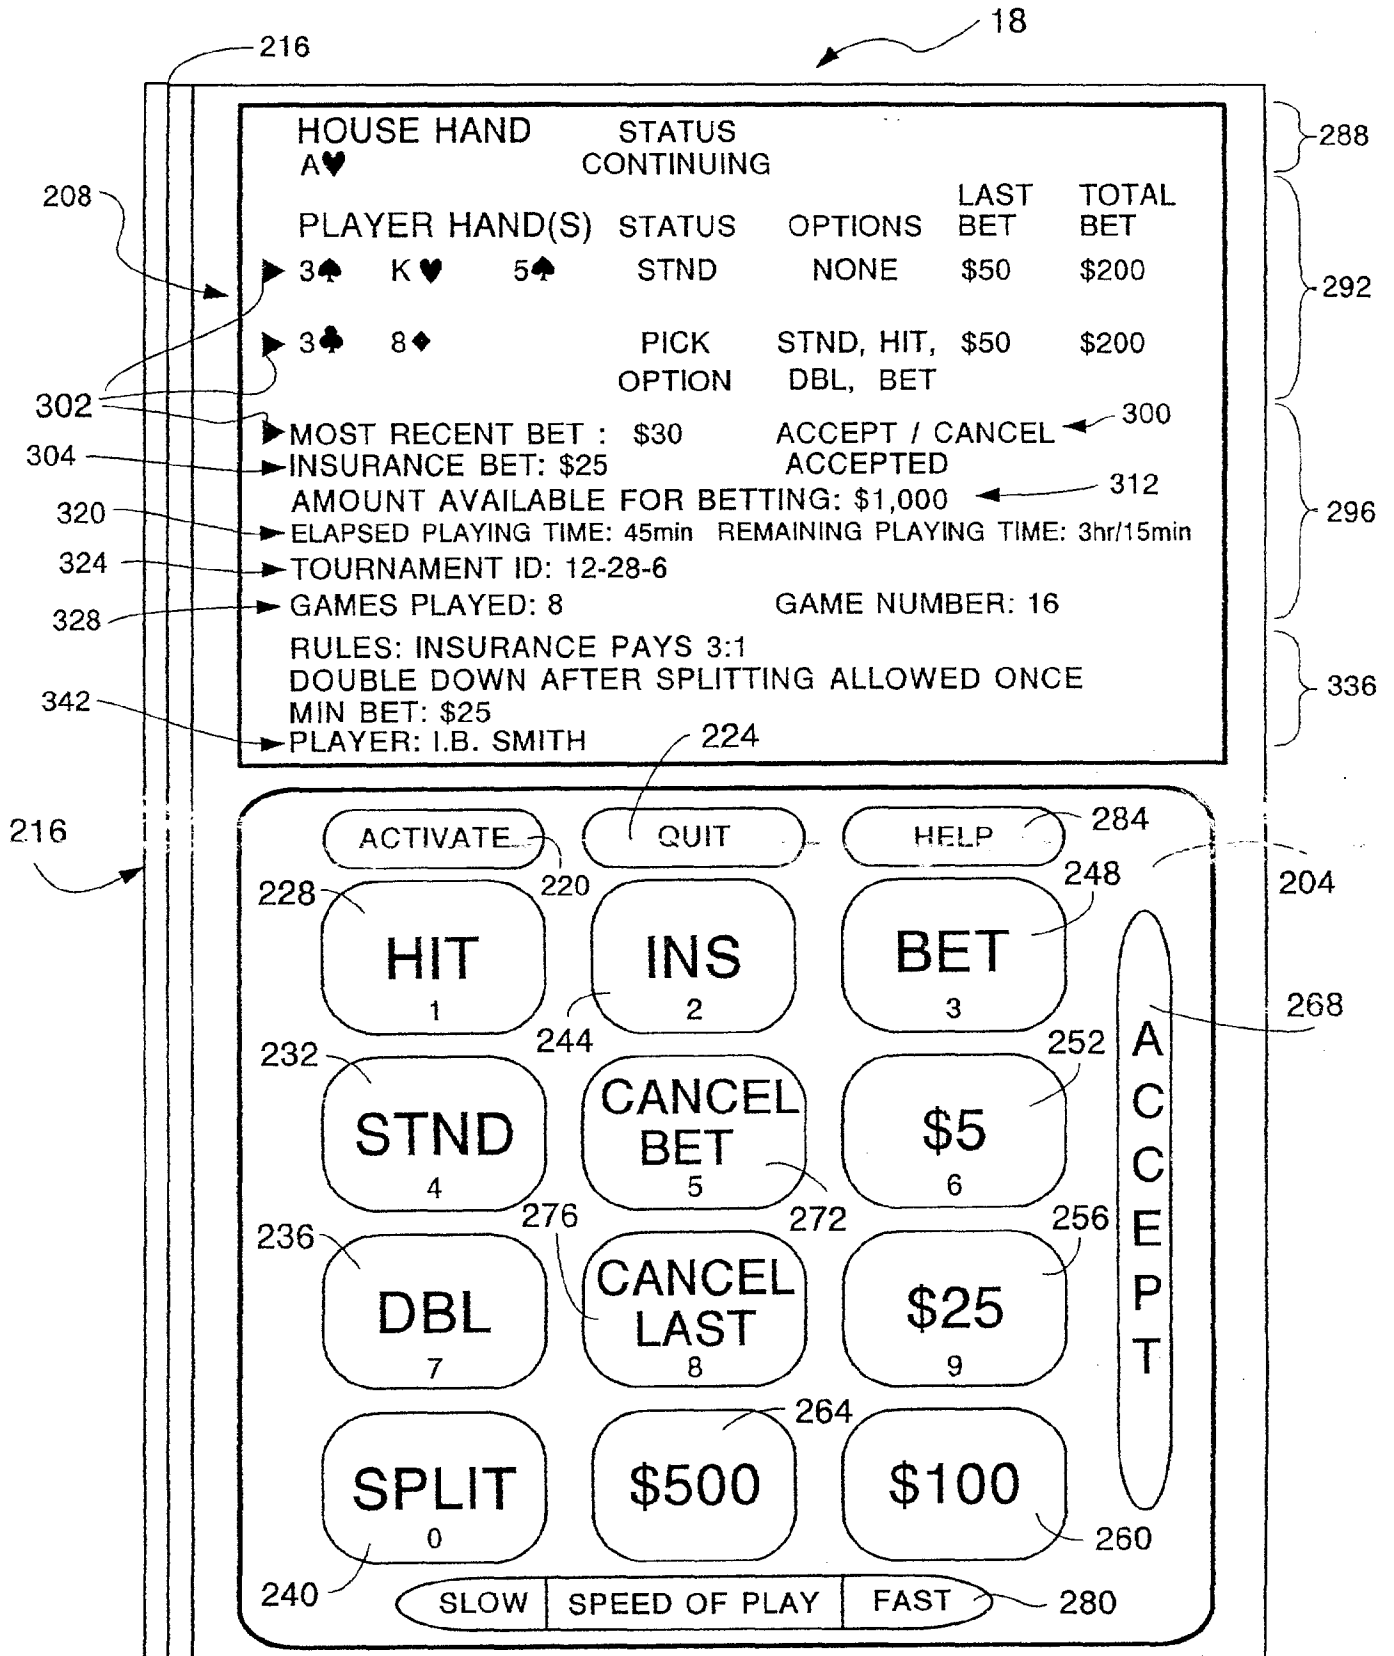 18
216
HOUSE HAND STATUS
A♥ CONTINUING
288
208
LAST TOTAL
PLAYER HAND(S) STATUS OPTIONS BET BET
3♠ K♥ 5♠ STND NONE $50 $200
292
3♣ 8♦ PICK STND, HIT, $50 $200
OPTION DBL, BET
302
MOST RECENT BET : $30 ACCEPT / CANCEL
300
304
INSURANCE BET: $25 ACCEPTED
AMOUNT AVAILABLE FOR BETTING: $1,000
312
296
320
ELAPSED PLAYING TIME: 45min REMAINING PLAYING TIME: 3hr/15min
324
TOURNAMENT ID: 12-28-6
328
GAMES PLAYED: 8 GAME NUMBER: 16
RULES: INSURANCE PAYS 3:1
DOUBLE DOWN AFTER SPLITTING ALLOWED ONCE
336
342
MIN BET: $25
PLAYER: I.B. SMITH
224
216
ACTIVATE QUIT HELP
284
220
228
248
204
HIT INS BET
1 2 3
268
244
232
252
STND CANCEL BET $5
4 5 6
276
272
236
256
DBL CANCEL LAST $25
7 8 9
264
SPLIT $500 $100
0
260
240
SLOW SPEED OF PLAY FAST
280
ACCEPT